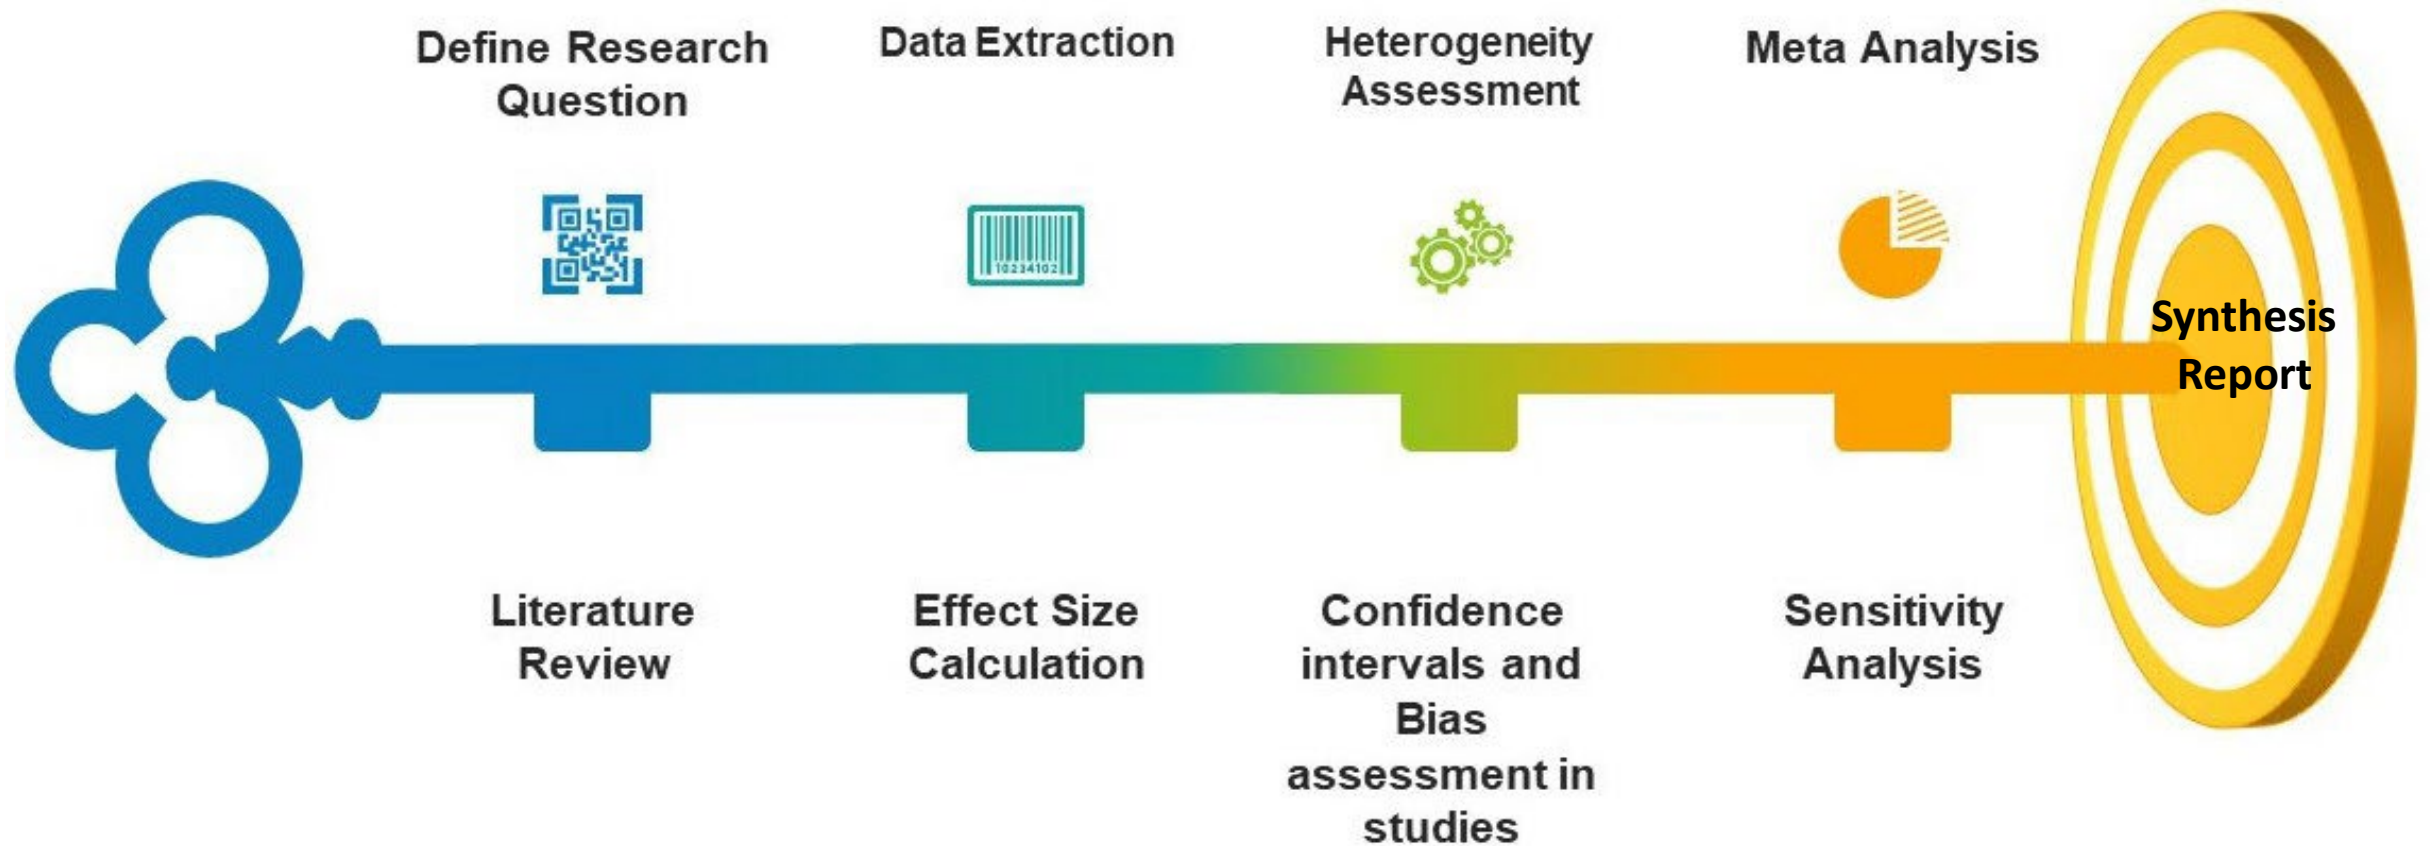 Define Research
Question
Data Extraction
Heterogeneity
Assessment
Meta Analysis
10234102
Synthesis
Report
Literature
Review
Effect Size
Calculation
Confidence
intervals and
Bias
assessment in
studies
Sensitivity
Analysis